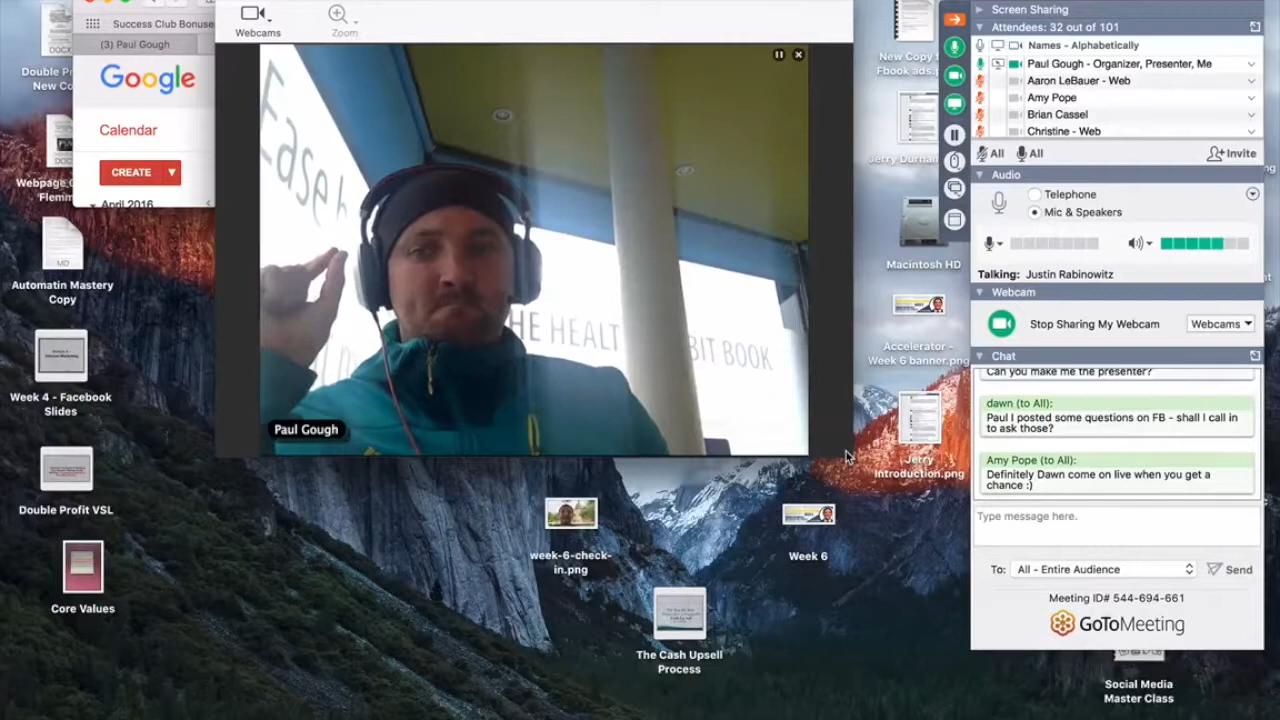 DOCX
Double Pr
New Co
DOC
Webpage C
Flemm
MD
Automatin Mastery
Copy
Week 4 - Facebook
Slides
Double Profit VSL
Core Values
Success Club Bonuse
(3) Paul Gough
Google
Calendar
CREATE
April 2016
Webcams
Zoom
Ease
HE HEALT
BIT BOOK
Paul Gough
week-6-check-
in.png
Week 6
The Cash Upsell
Process
New Copy
Fbook ads.
Jerry Durnan
Macintosh HD
Accelerator -
Week 6 banner.png
Jerry
Introduction.png
Screen Sharing
Attendees: 32 out of 101
Names - Alphabetically
Paul Gough - Organizer, Presenter, Me
Aaron LeBauer - Web
Amy Pope
Brian Cassel
Christine - Web
All
All
Invite
Audio
Telephone
Mic & Speakers
Talking: Justin Rabinowitz
Webcam
Stop Sharing My Webcam
Webcams
Chat
Can you make me the presenter?
dawn (to All):
Paul I posted some questions on FB - shall I call in
to ask those?
Amy Pope (to All):
Definitely Dawn come on live when you get a
chance :)
Type message here.
To:
All - Entire Audience
Send
Meeting ID# 544-694-661
GoToMeeting
Social Media
Master Class